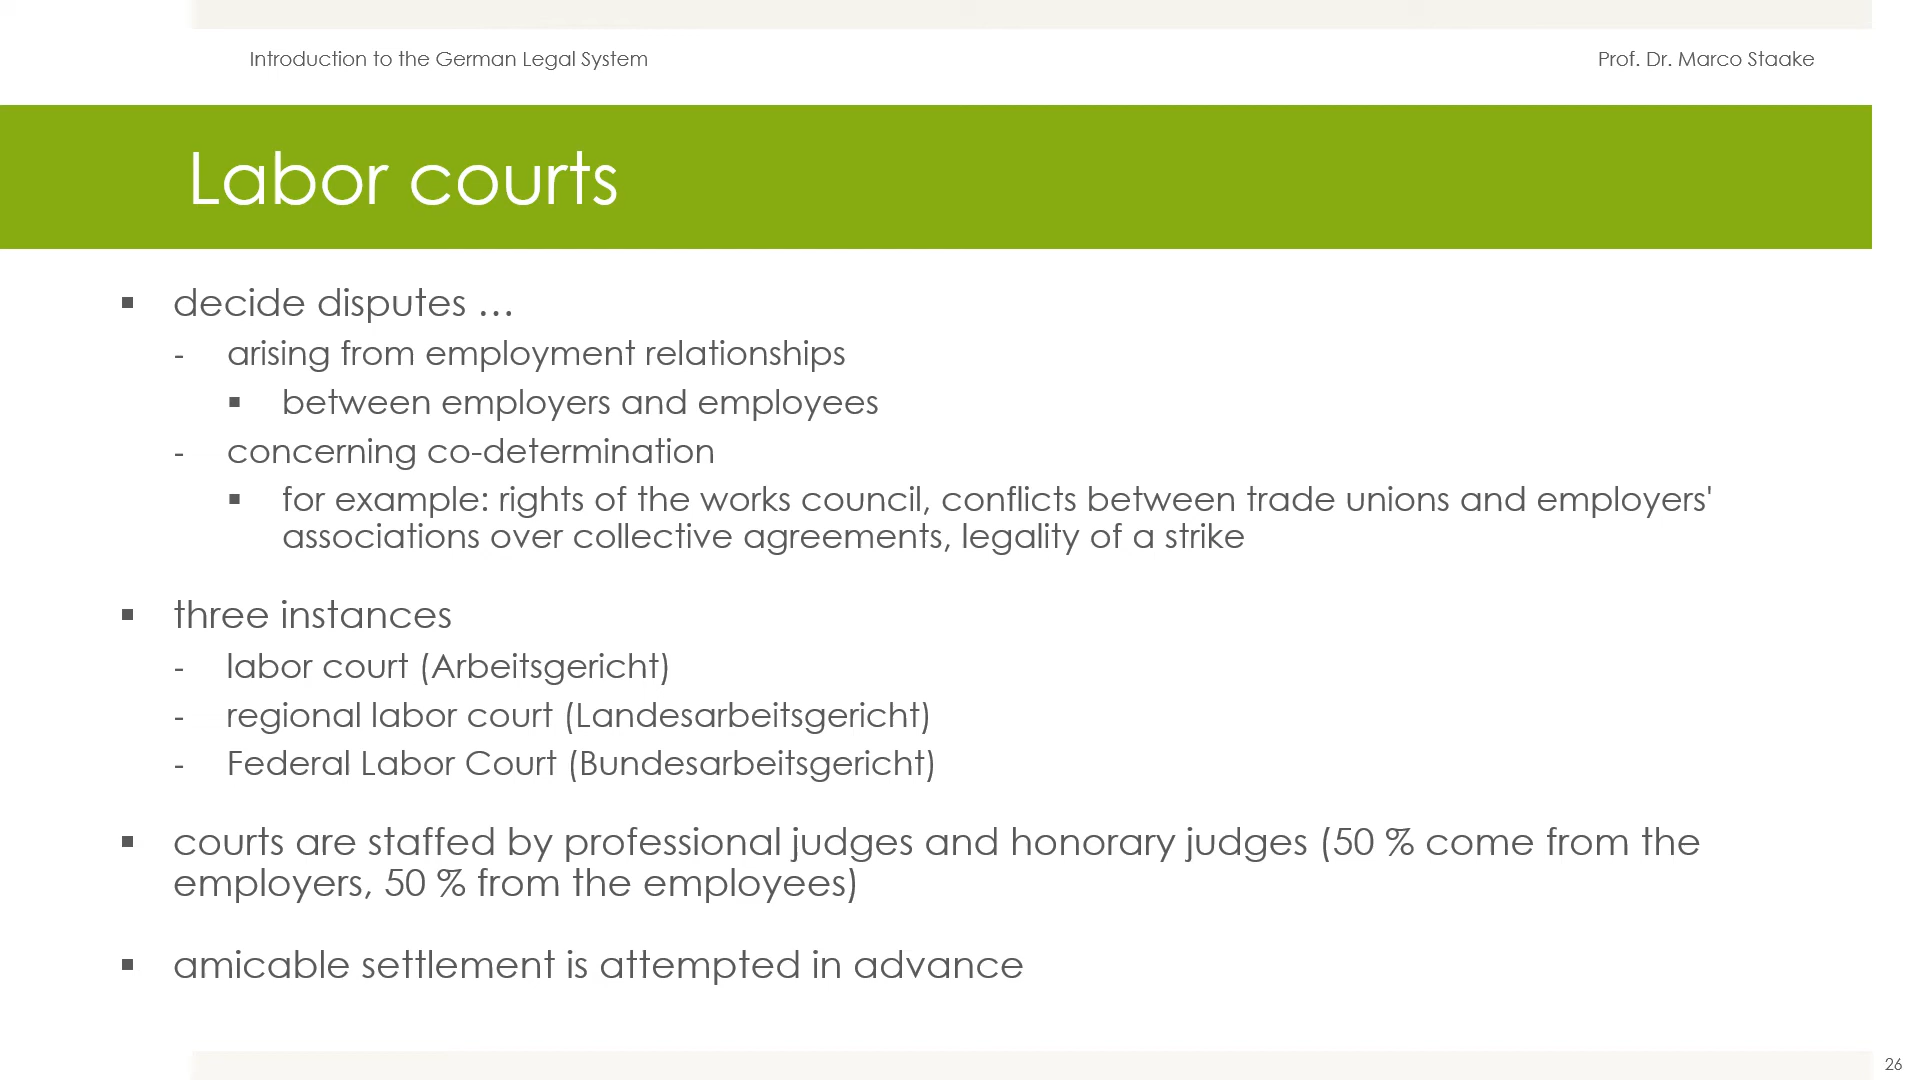 Introduction to the German Legal System
Prof. Dr. Marco Staake
Labor courts
▪ decide disputes …
- arising from employment relationships
▪ between employers and employees
- concerning co-determination
▪ for example: rights of the works council, conflicts between trade unions and employers'
associations over collective agreements, legality of a strike
▪ three instances
- labor court (Arbeitsgericht)
- regional labor court (Landesarbeitsgericht)
- Federal Labor Court (Bundesarbeitsgericht)
▪ courts are staffed by professional judges and honorary judges (50 % come from the
employers, 50 % from the employees)
▪ amicable settlement is attempted in advance
26